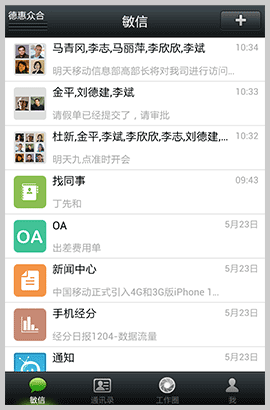 德惠众合
敏信
马青冈,李志,马丽萍,李欣欣,李斌 10:34
明天移动信息部高部长将对我司进行访问...
金平,刘德建,李斌 10:33
请假单已经提交了，请审批
杜新,金平,李斌,李欣欣,李志,刘德建,... 10:32
明天九点准时开会
找同事 09:43
丁先和
OA
OA 5月23日
出差费用单
新闻中心 5月23日
中国移动正式引入4G和3G版iPhone 1...
手机经分 5月23日
经分日报1204-数据流量
通知 5月23日
敏信 通讯录 工作圈 我